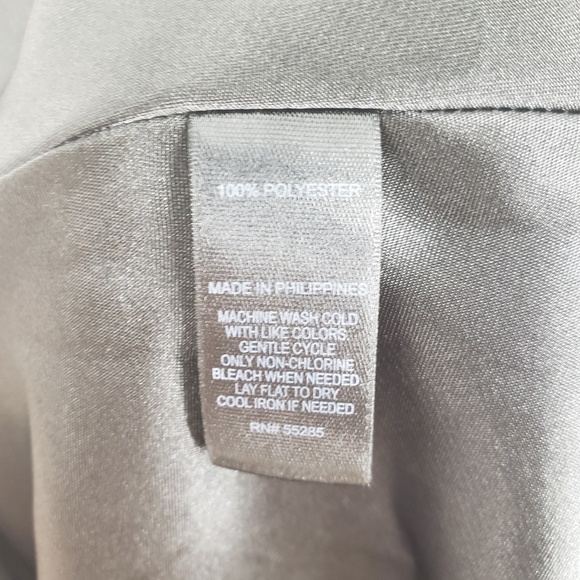 100% POLYESTER
MADE IN PHILIPPINES
MACHINE WASH COLD
WITH LIKE COLORS
GENTLE CYCLE
ONLY NON-CHLORINE
BLEACH WHEN NEEDED
LAY FLAT TO DRY
COOL IRON IF NEEDED
RN# 55285